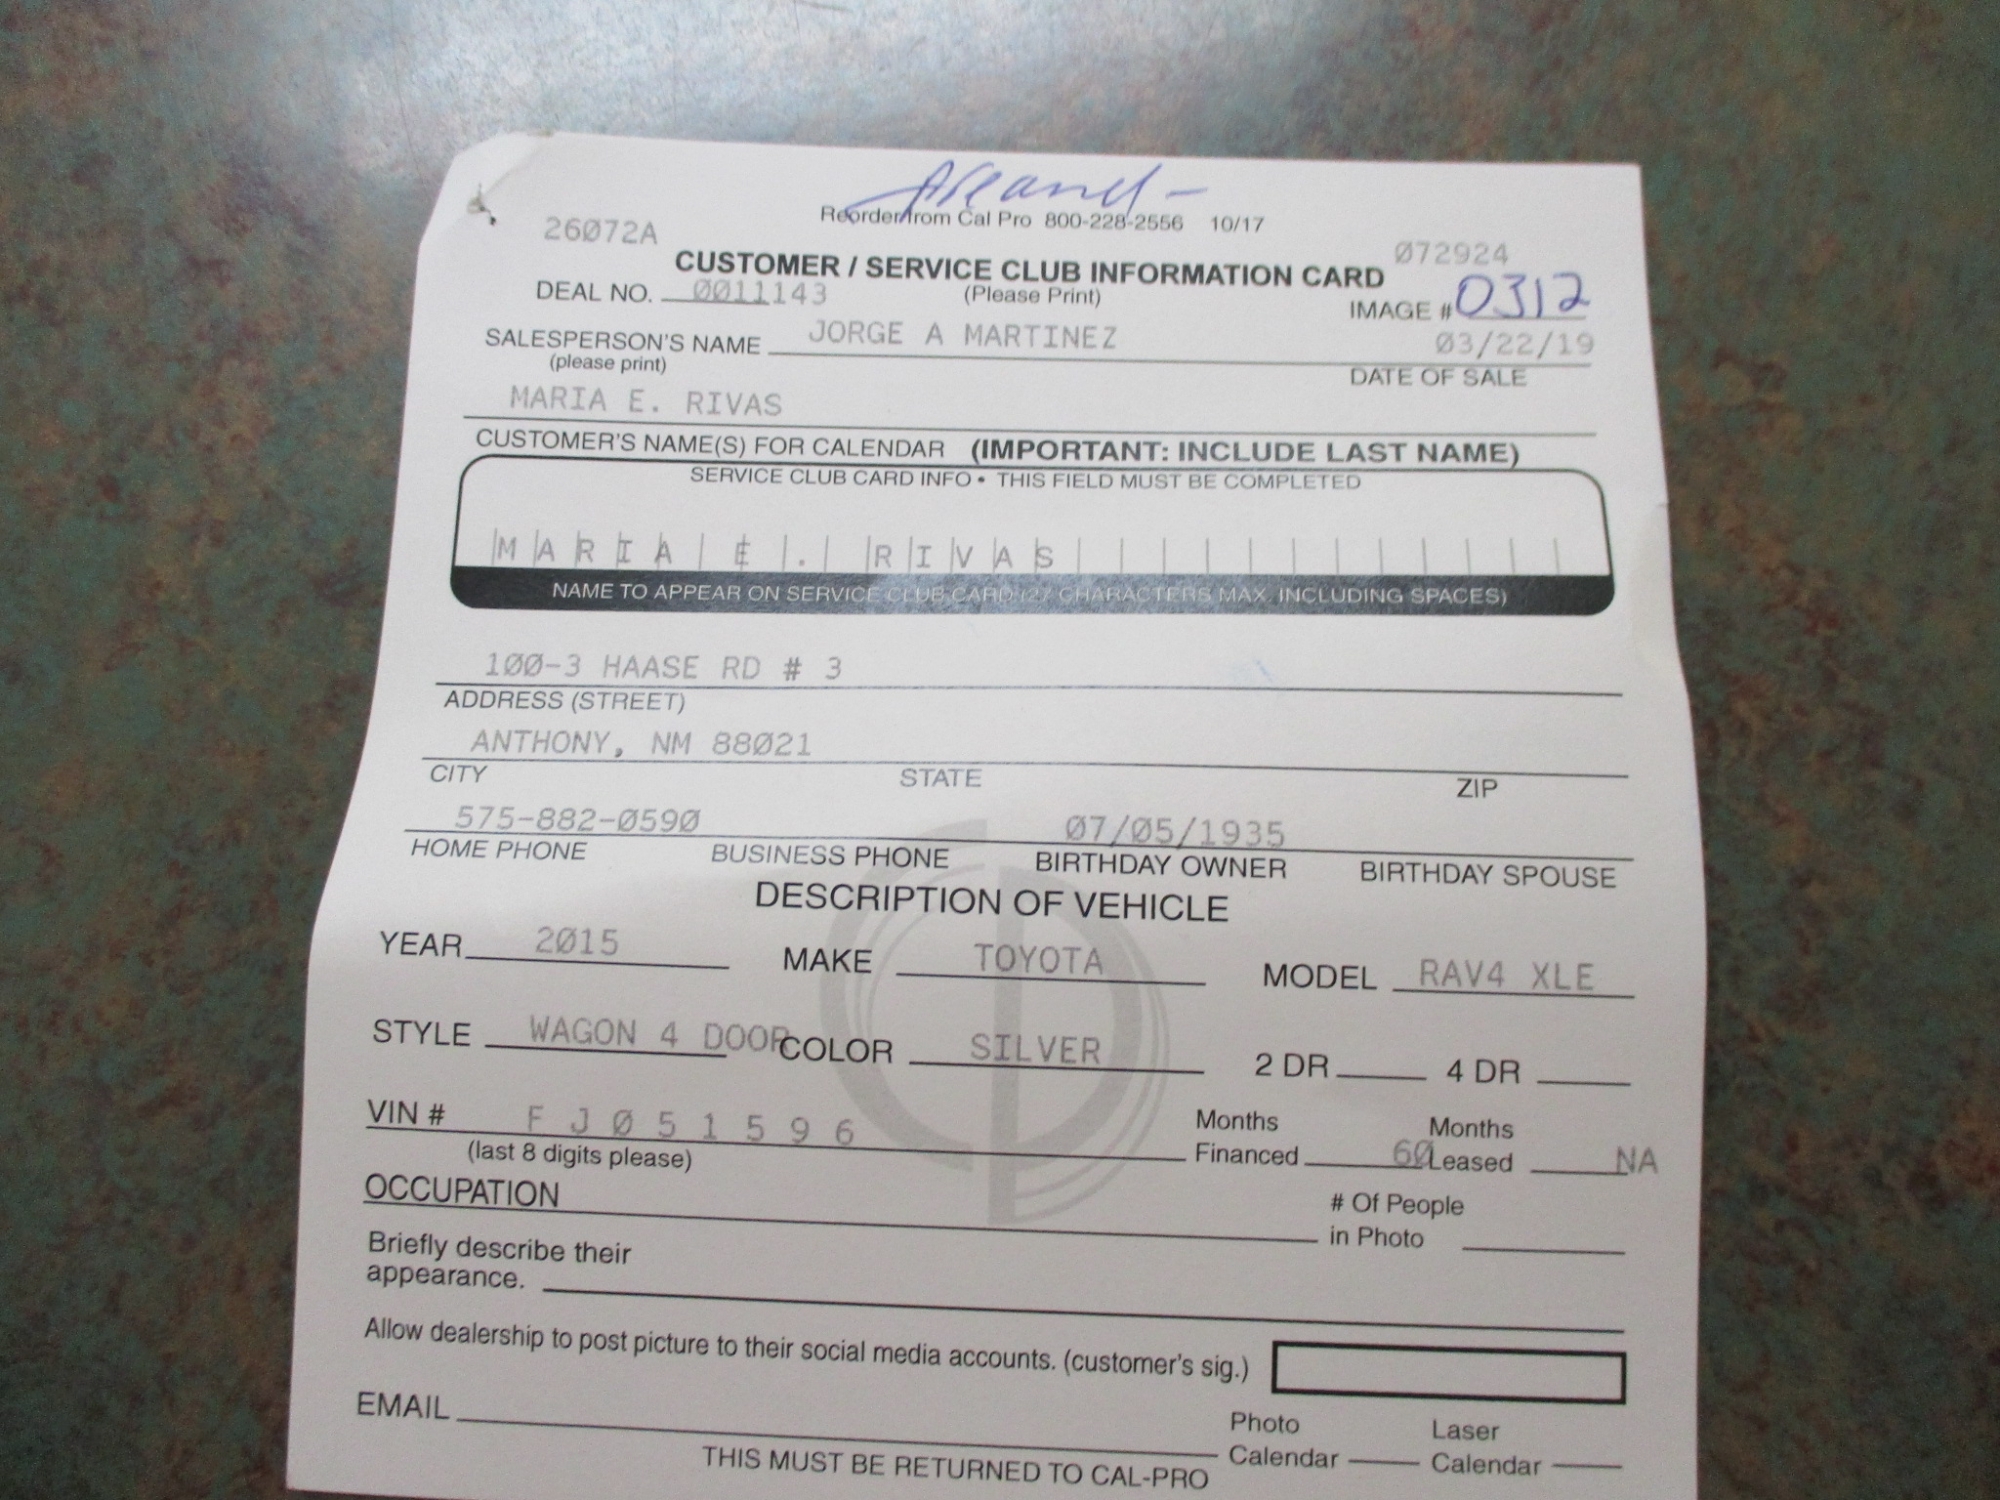 Reorder from Cal Pro 800-228-2556 10/17
26072A 072924
CUSTOMER / SERVICE CLUB INFORMATION CARD
DEAL NO. 0011143 (Please Print) IMAGE # 0312
SALESPERSON'S NAME JORGE A MARTINEZ 03/22/19
(please print) DATE OF SALE
MARIA E. RIVAS
CUSTOMER'S NAME(S) FOR CALENDAR (IMPORTANT: INCLUDE LAST NAME)
SERVICE CLUB CARD INFO • THIS FIELD MUST BE COMPLETED
MARIA E. RIVAS
NAME TO APPEAR ON SERVICE CLUB CARD (27 CHARACTERS MAX. INCLUDING SPACES)
100-3 HAASE RD # 3
ADDRESS (STREET)
ANTHONY, NM 88021
CITY STATE ZIP
575-882-0590 07/05/1935
HOME PHONE BUSINESS PHONE BIRTHDAY OWNER BIRTHDAY SPOUSE
DESCRIPTION OF VEHICLE
YEAR 2015 MAKE TOYOTA MODEL RAV4 XLE
STYLE WAGON 4 DOOR COLOR SILVER 2 DR 4 DR
VIN # F J 0 5 1 5 9 6 Months Financed 60 Months Leased NA
(last 8 digits please)
OCCUPATION # Of People in Photo
Briefly describe their
appearance.
Allow dealership to post picture to their social media accounts. (customer's sig.)
EMAIL Photo Calendar Laser Calendar
THIS MUST BE RETURNED TO CAL-PRO